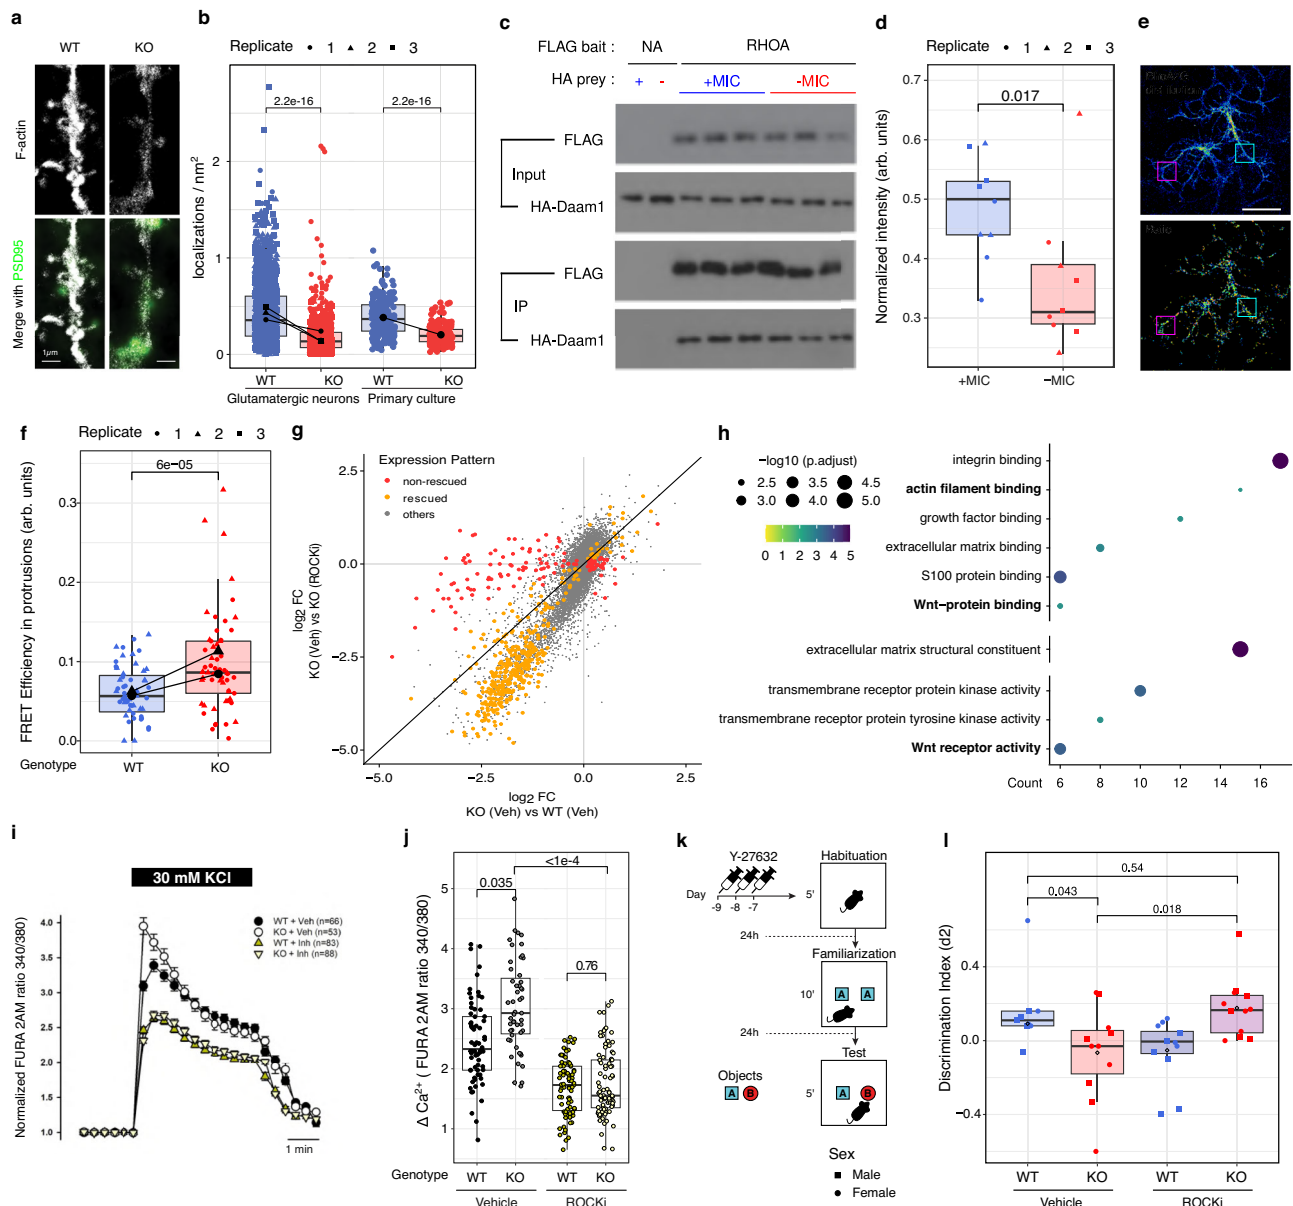 a
WT
KO
F-actin
Merge with PSD95
1µm
b
Replicate 1 2 3
localizations / nm²
2
1
0
2.2e-16
2.2e-16
WT
KO
WT
KO
Glutamatergic neurons
Primary culture
c
FLAG bait :
NA
RHOA
HA prey :
+
-
+MIC
-MIC
FLAG
Input
HA-Daam1
FLAG
IP
HA-Daam1
d
Replicate 1 2 3
Normalized intensity (arb. units)
0.7
0.6
0.5
0.4
0.3
0.017
+MIC
−MIC
e
f
Replicate 1 2 3
FRET Efficiency in protrusions (arb. units)
0.3
0.2
0.1
0.0
6e−05
Genotype
WT
KO
g
Expression Pattern
non-rescued
rescued
others
log2 FC
KO (Veh) vs KO (ROCKi)
2.5
0.0
−2.5
−5.0
−5.0
−2.5
0.0
2.5
log2 FC
KO (Veh) vs WT (Veh)
h
−log10 (p.adjust)
2.5 3.5 4.5
3.0 4.0 5.0
0 1 2 3 4 5
integrin binding
actin filament binding
growth factor binding
extracellular matrix binding
S100 protein binding
Wnt−protein binding
extracellular matrix structural constituent
transmembrane receptor protein kinase activity
transmembrane receptor protein tyrosine kinase activity
Wnt receptor activity
Count 6 8 10 12 14 16
i
30 mM KCl
Normalized FURA 2AM ratio 340/380)
4.0
3.5
3.0
2.5
2.0
1.5
1.0
WT + Veh (n=66)
KO + Veh (n=53)
WT + Inh (n=83)
KO + Inh (n=88)
1 min
j
Δ Ca²⁺ ( FURA 2AM ratio 340/380)
5
4
3
2
1
<1e-4
0.035
0.76
Genotype
WT
KO
WT
KO
Vehicle
ROCKi
k
Y-27632
Day
-9 -8 -7
Habituation
5'
24h
Familiarization
10'
A A
24h
Test
Objects
A B
5'
A B
Sex
Male
Female
l
Discrimination Index (d2)
0.4
0.0
−0.4
0.54
0.043
0.018
WT
KO
WT
KO
Vehicle
ROCKi